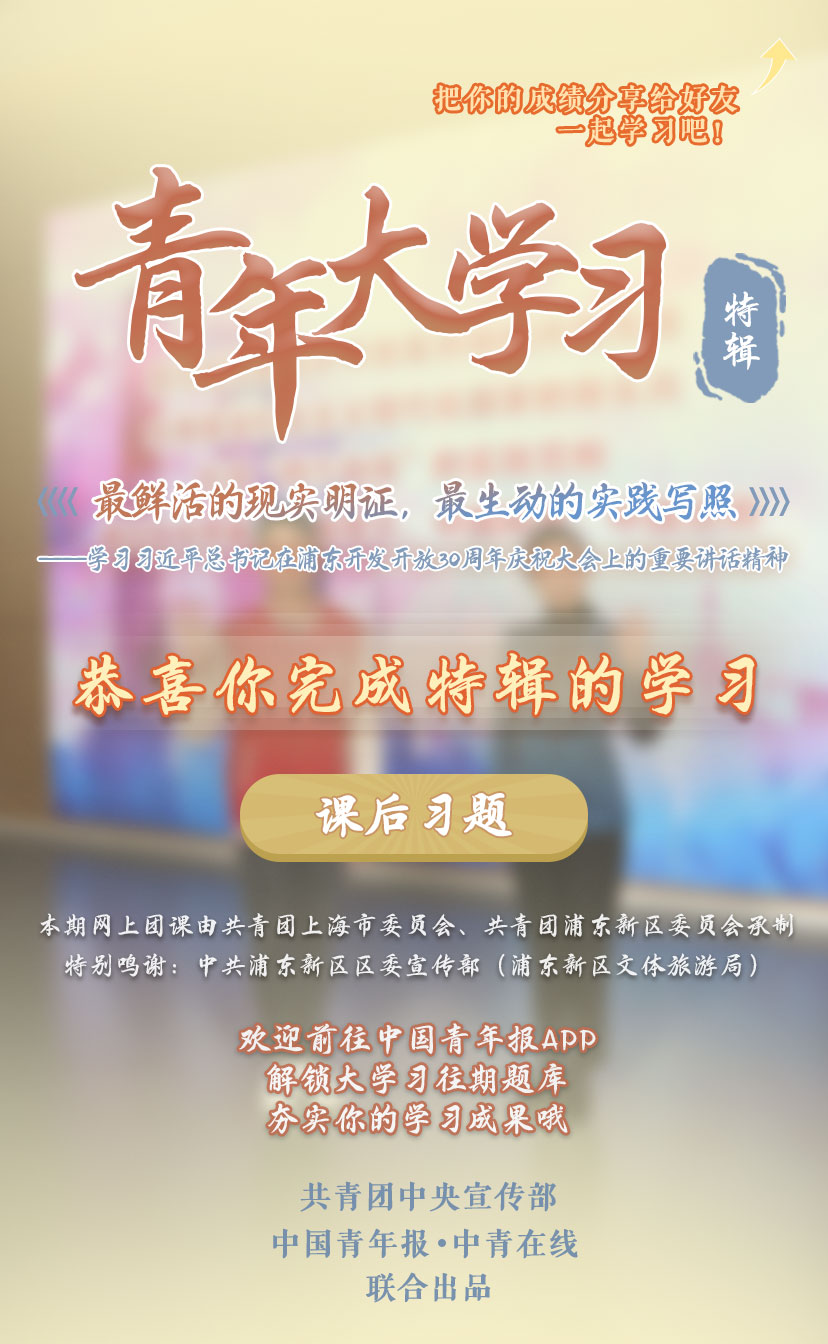 把你的成绩分享给好友
一起学习吧！
青年大学习
特辑
最鲜活的现实明证，最生动的实践写照
——学习习近平总书记在浦东开发开放30周年庆祝大会上的重要讲话精神
恭喜你完成特辑的学习
课后习题
本期网上团课由共青团上海市委员会、共青团浦东新区委员会承制
特别鸣谢：中共浦东新区区委宣传部（浦东新区文体旅游局）
欢迎前往中国青年报APP
解锁大学习往期题库
夯实你的学习成果哦
共青团中央宣传部
中国青年报·中青在线
联合出品